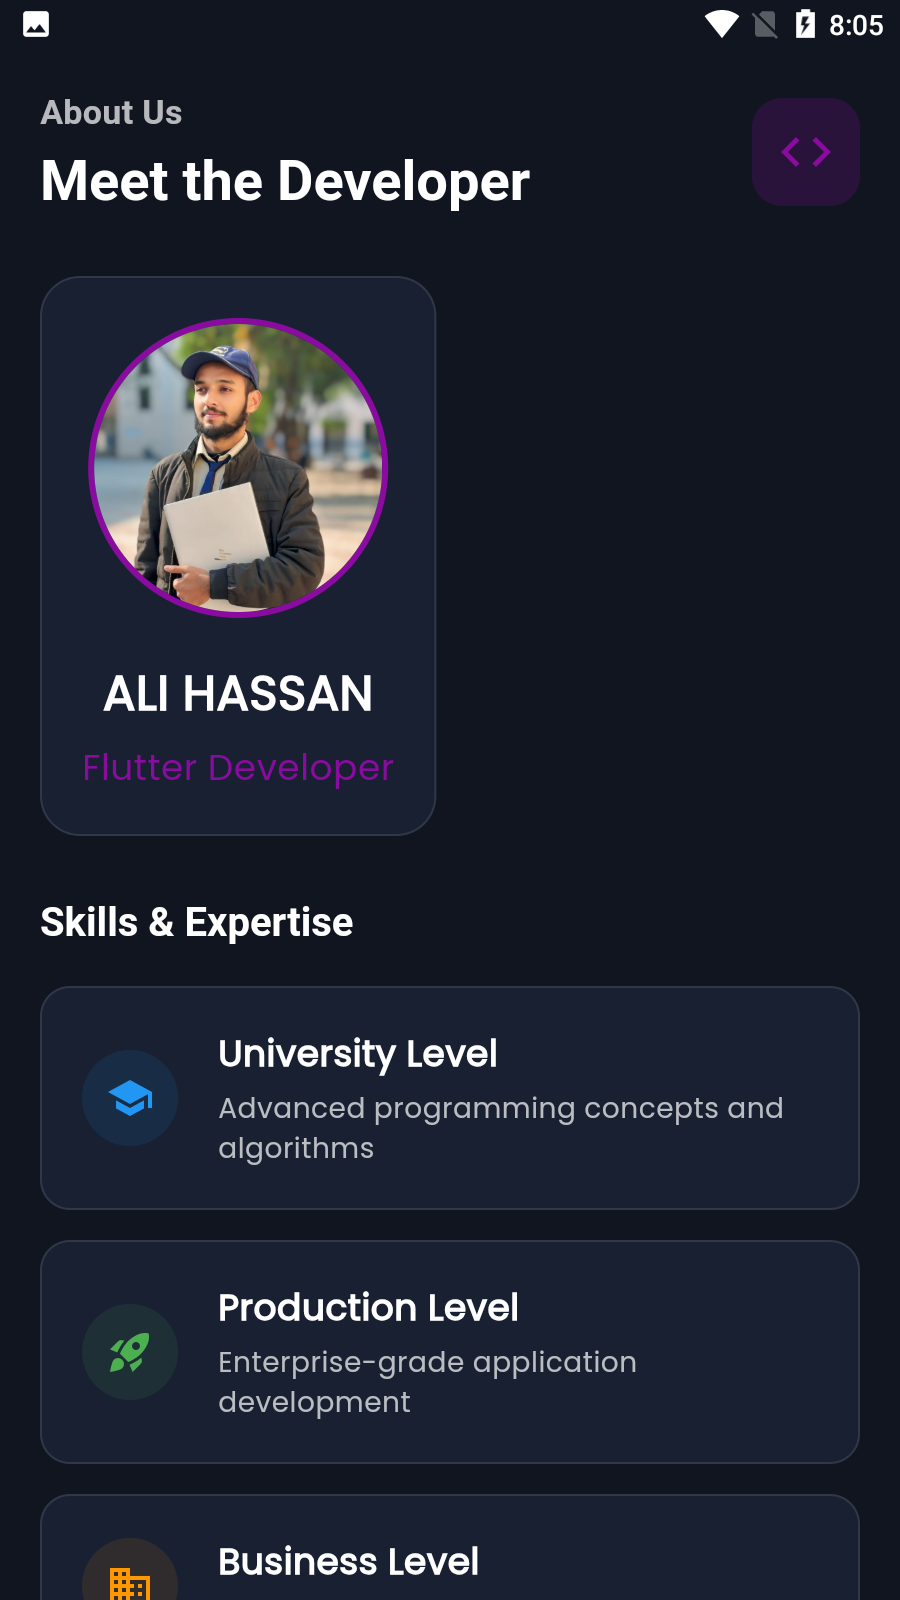 8:05
About Us
Meet the Developer
ALI HASSAN
Flutter Developer
Skills & Expertise
University Level
Advanced programming concepts and
algorithms
Production Level
Enterprise-grade application
development
Business Level